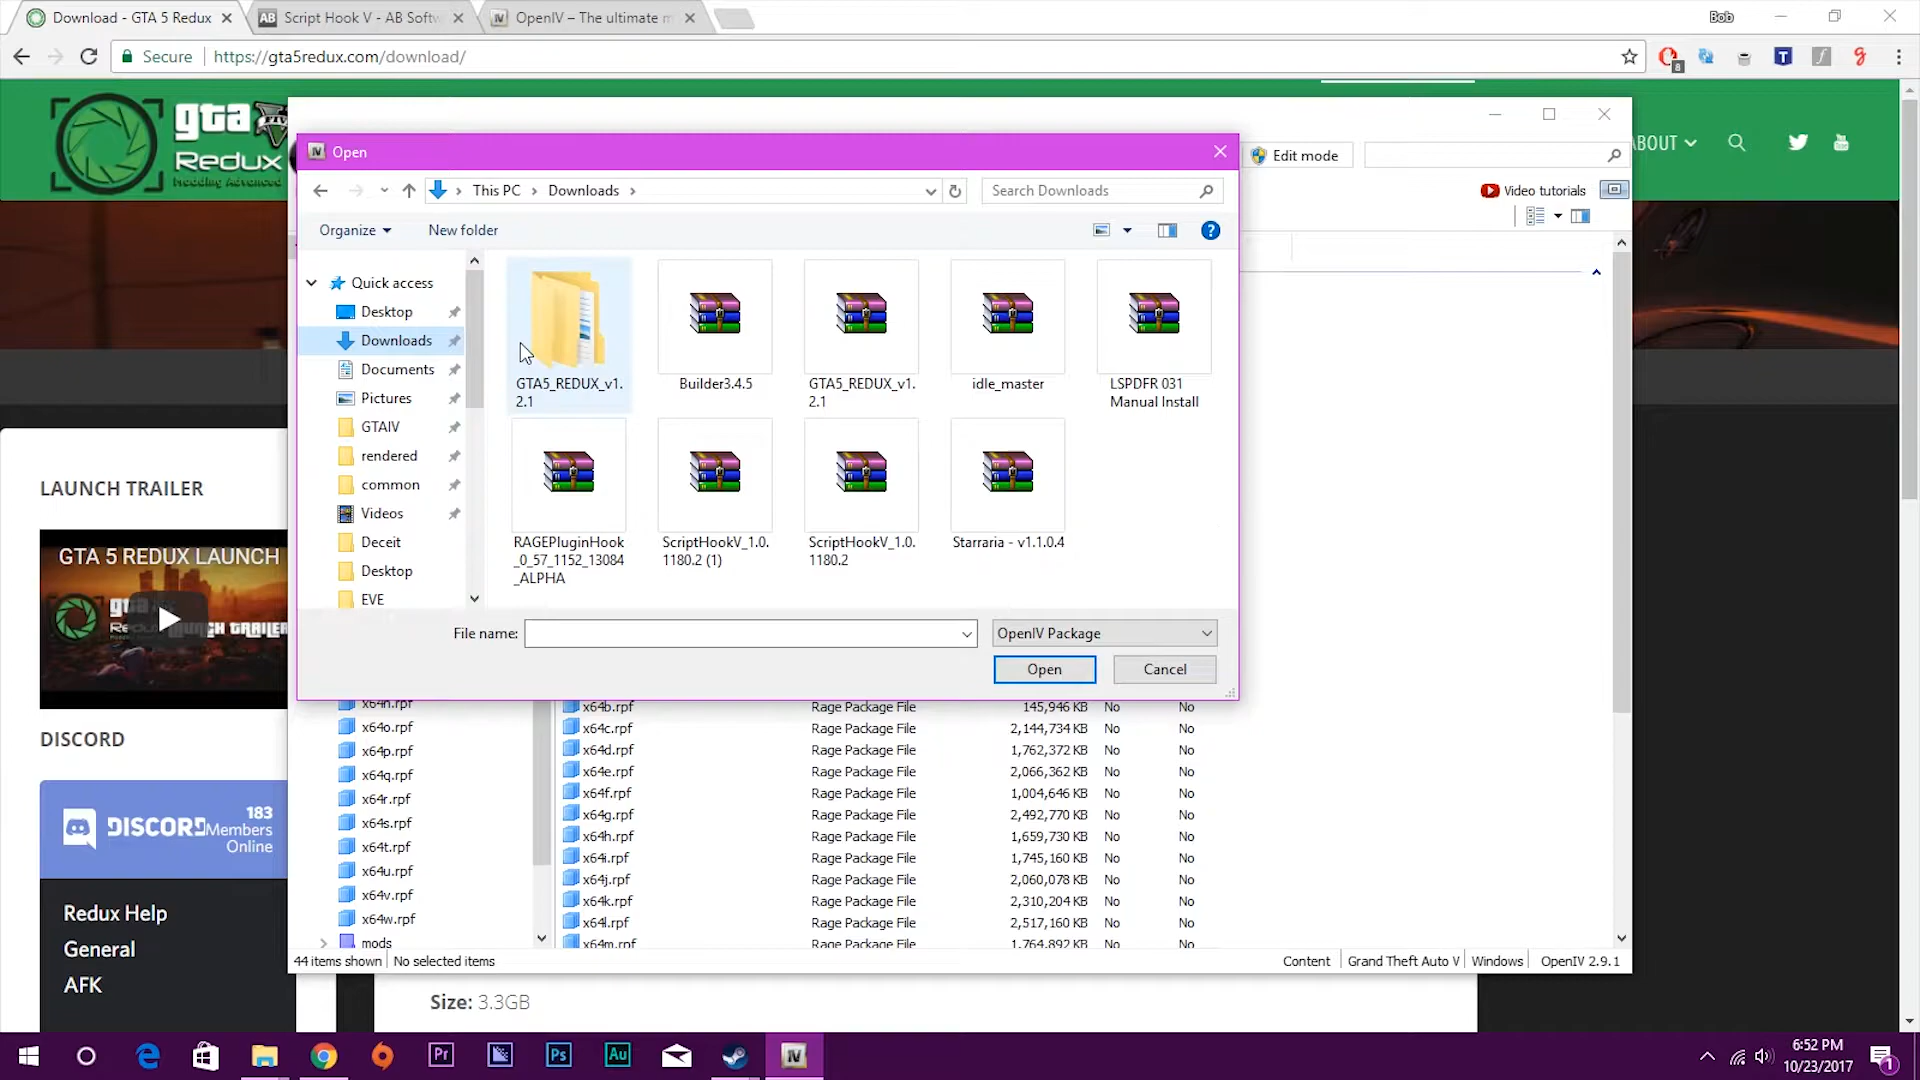 Download - GTA 5 Redux
Script Hook V - AB Softw
OpenIV – The ultimate m
Bob
Secure
https://gta5redux.com/download/
gta V
Redux
Modding Advanced
ABOUT
Edit mode
Video tutorials
Open
This PC
Downloads
Search Downloads
Organize
New folder
Quick access
Desktop
Downloads
Documents
Pictures
GTAIV
rendered
common
Videos
Deceit
Desktop
EVE
GTA5_REDUX_v1.
2.1
Builder3.4.5
GTA5_REDUX_v1.
2.1
idle_master
LSPDFR 031
Manual Install
RAGEPluginHook
_0_57_1152_13084
_ALPHA
ScriptHookV_1.0.
1180.2 (1)
ScriptHookV_1.0.
1180.2
Starraria - v1.1.0.4
File name:
OpenIV Package
Open
Cancel
LAUNCH TRAILER
GTA 5 REDUX LAUNCH
DISCORD
DISCORD
183
Members
Online
Redux Help
General
AFK
x64n.rpf
x64o.rpf
x64p.rpf
x64q.rpf
x64r.rpf
x64s.rpf
x64t.rpf
x64u.rpf
x64v.rpf
x64w.rpf
mods
x64b.rpf Rage Package File 145,946 KB No No
x64c.rpf Rage Package File 2,144,734 KB No No
x64d.rpf Rage Package File 1,762,372 KB No No
x64e.rpf Rage Package File 2,066,362 KB No No
x64f.rpf Rage Package File 1,004,646 KB No No
x64g.rpf Rage Package File 2,492,770 KB No No
x64h.rpf Rage Package File 1,659,730 KB No No
x64i.rpf Rage Package File 1,745,160 KB No No
x64j.rpf Rage Package File 2,060,078 KB No No
x64k.rpf Rage Package File 2,310,204 KB No No
x64l.rpf Rage Package File 2,517,160 KB No No
x64m.rpf Rage Package File 1,764,892 KB No No
44 items shown
No selected items
Content
Grand Theft Auto V
Windows
OpenIV 2.9.1
Size: 3.3GB
6:52 PM
10/23/2017
1